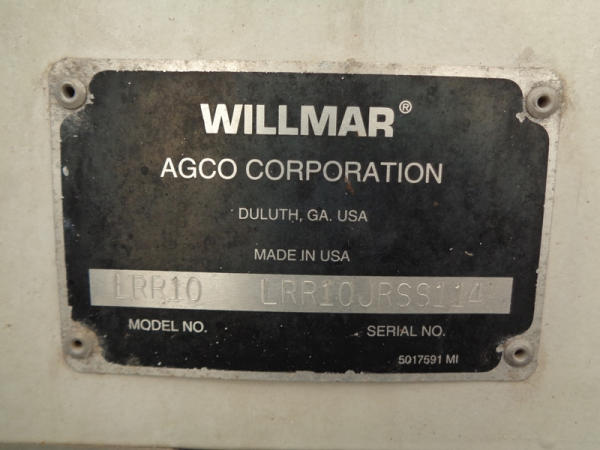 WILLMAR®
AGCO CORPORATION
DULUTH, GA. USA
MADE IN USA
LRR10 LRR10JRSS114
MODEL NO. SERIAL NO.
5017591 MI